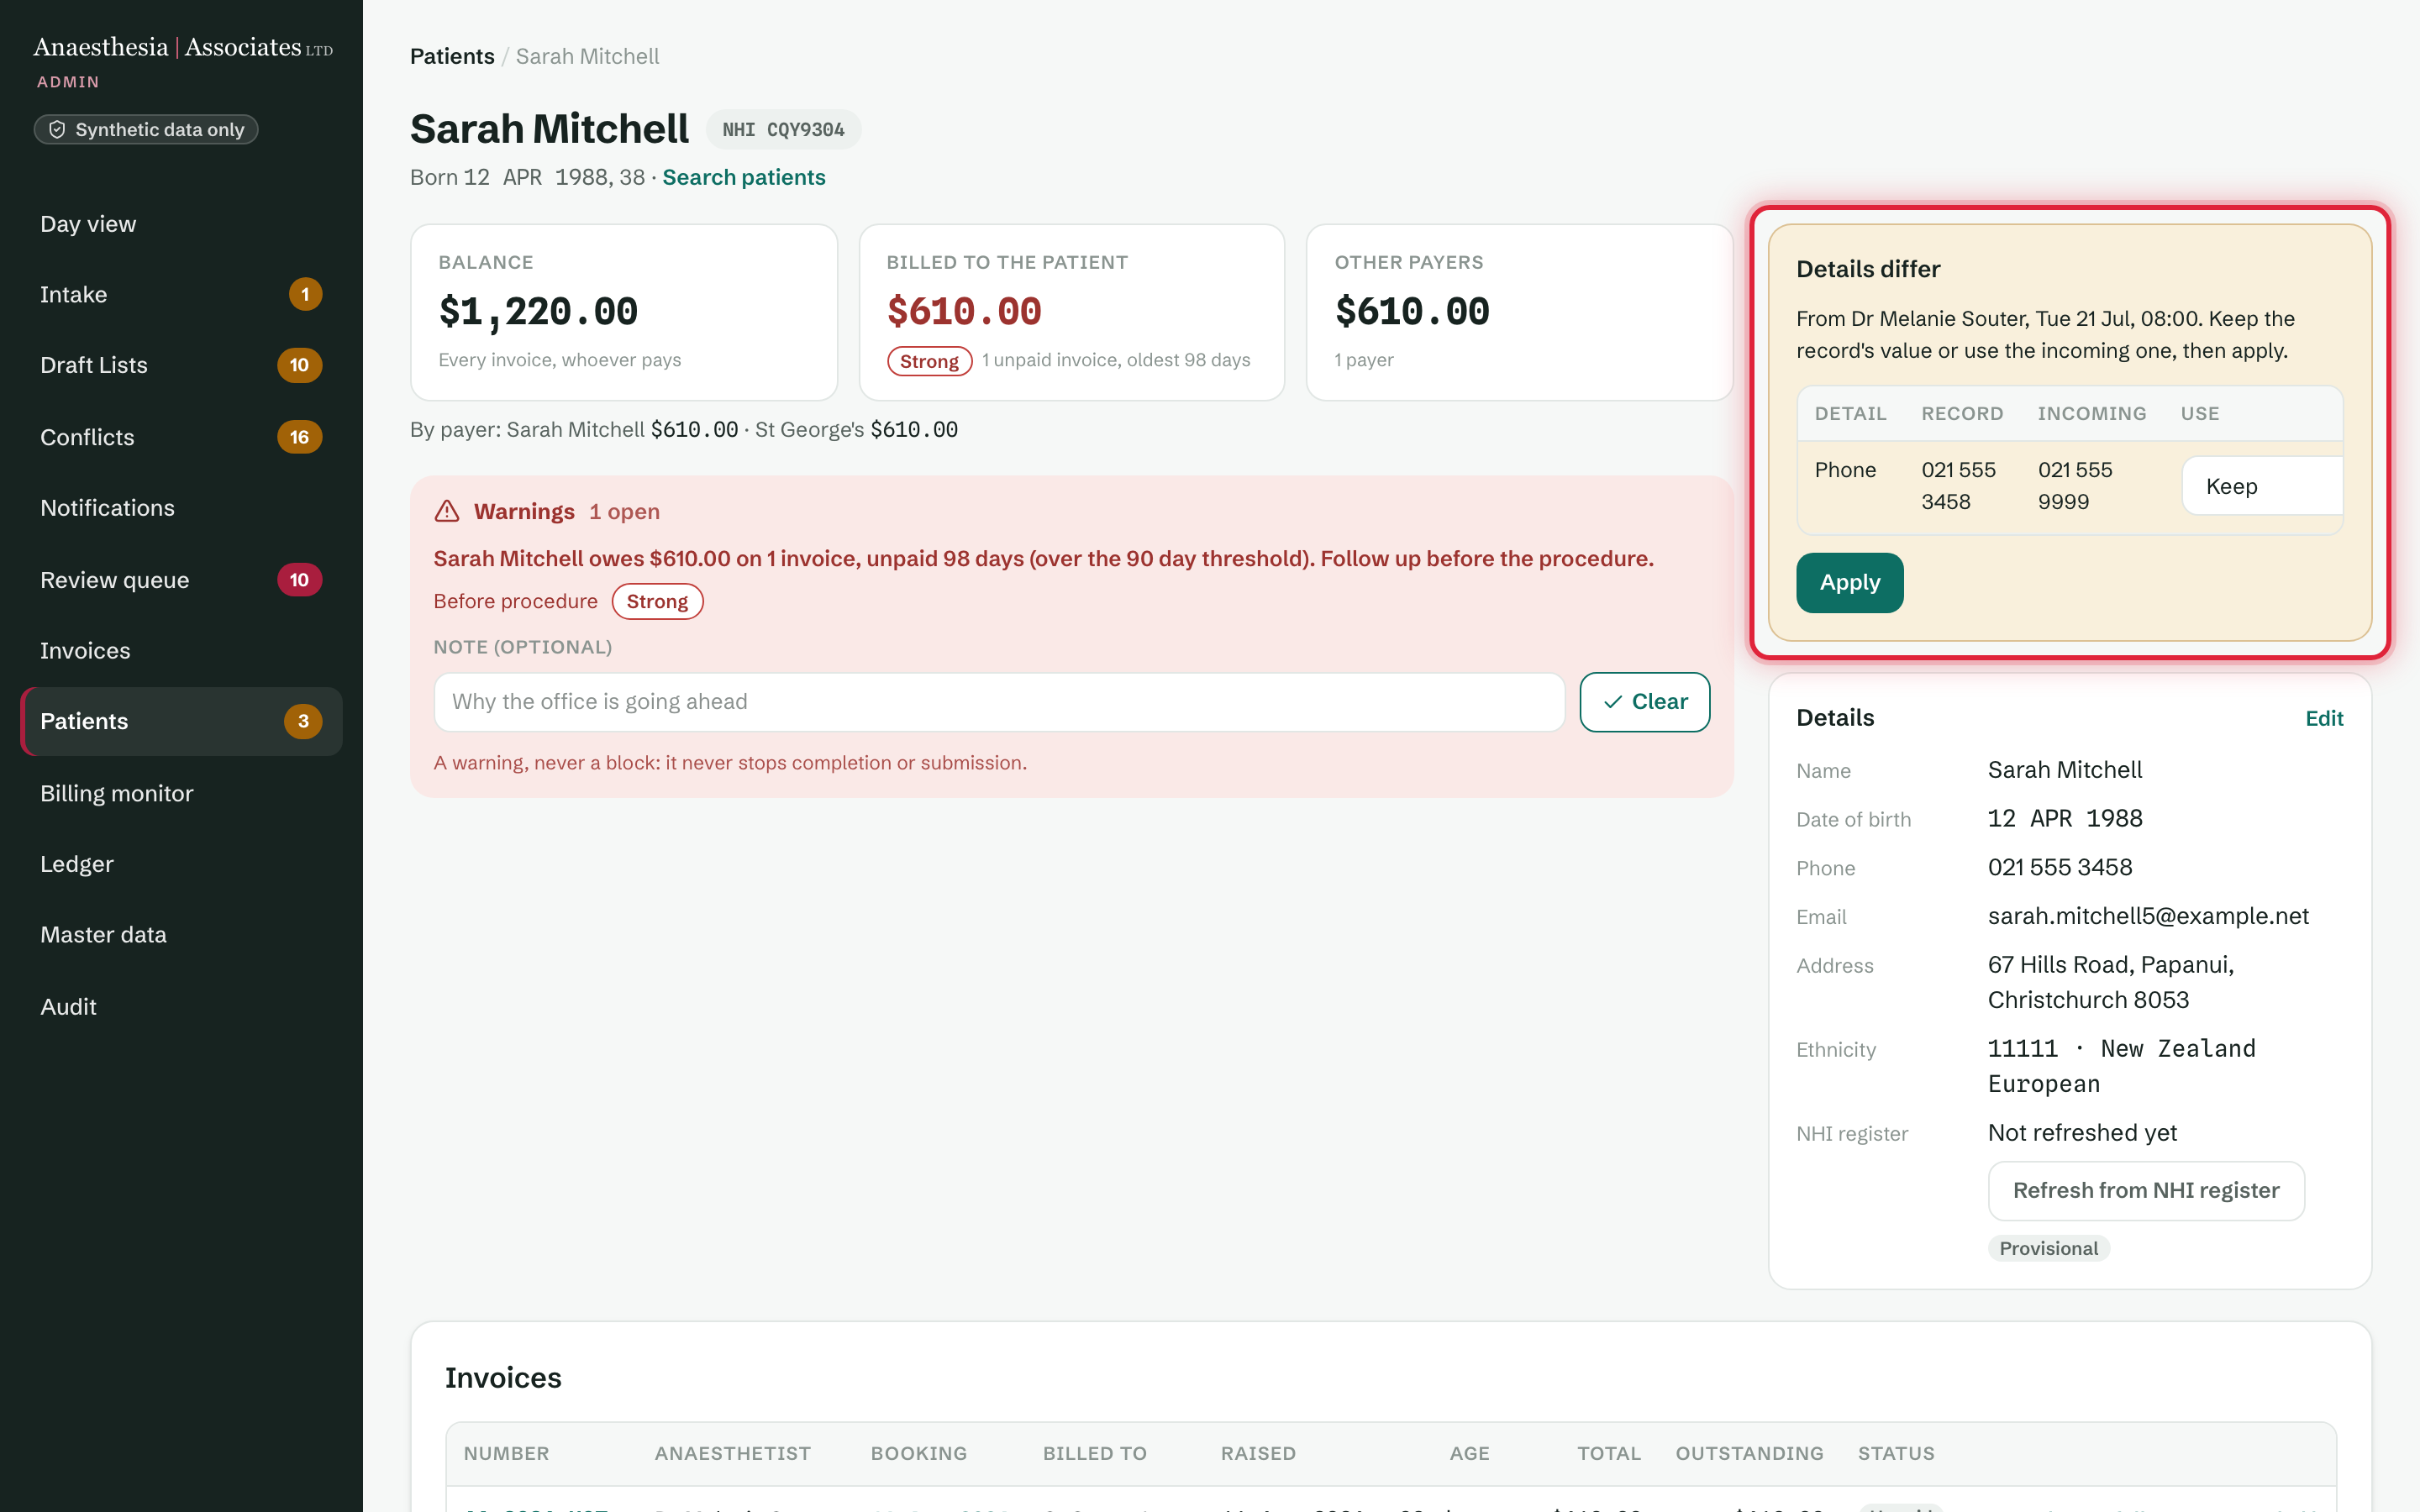 Anaesthesia | Associates LTD
ADMIN
Synthetic data only
Day view
Intake 1
Draft Lists 10
Conflicts 16
Notifications
Review queue 10
Invoices
Patients 3
Billing monitor
Ledger
Master data
Audit
Patients / Sarah Mitchell
Sarah Mitchell NHI CQY9304
Born 12 APR 1988, 38 · Search patients
BALANCE
$1,220.00
Every invoice, whoever pays
BILLED TO THE PATIENT
$610.00
Strong 1 unpaid invoice, oldest 98 days
OTHER PAYERS
$610.00
1 payer
By payer: Sarah Mitchell $610.00 · St George's $610.00
Warnings 1 open
Sarah Mitchell owes $610.00 on 1 invoice, unpaid 98 days (over the 90 day threshold). Follow up before the procedure.
Before procedure Strong
NOTE (OPTIONAL)
Why the office is going ahead
Clear
A warning, never a block: it never stops completion or submission.
Details differ
From Dr Melanie Souter, Tue 21 Jul, 08:00. Keep the
record's value or use the incoming one, then apply.
DETAIL RECORD INCOMING USE
Phone 021 555 021 555 Keep
3458 9999
Apply
Details Edit
Name Sarah Mitchell
Date of birth 12 APR 1988
Phone 021 555 3458
Email sarah.mitchell5@example.net
Address 67 Hills Road, Papanui,
Christchurch 8053
Ethnicity 11111 · New Zealand
European
NHI register Not refreshed yet
Refresh from NHI register
Provisional
Invoices
NUMBER ANAESTHETIST BOOKING BILLED TO RAISED AGE TOTAL OUTSTANDING STATUS